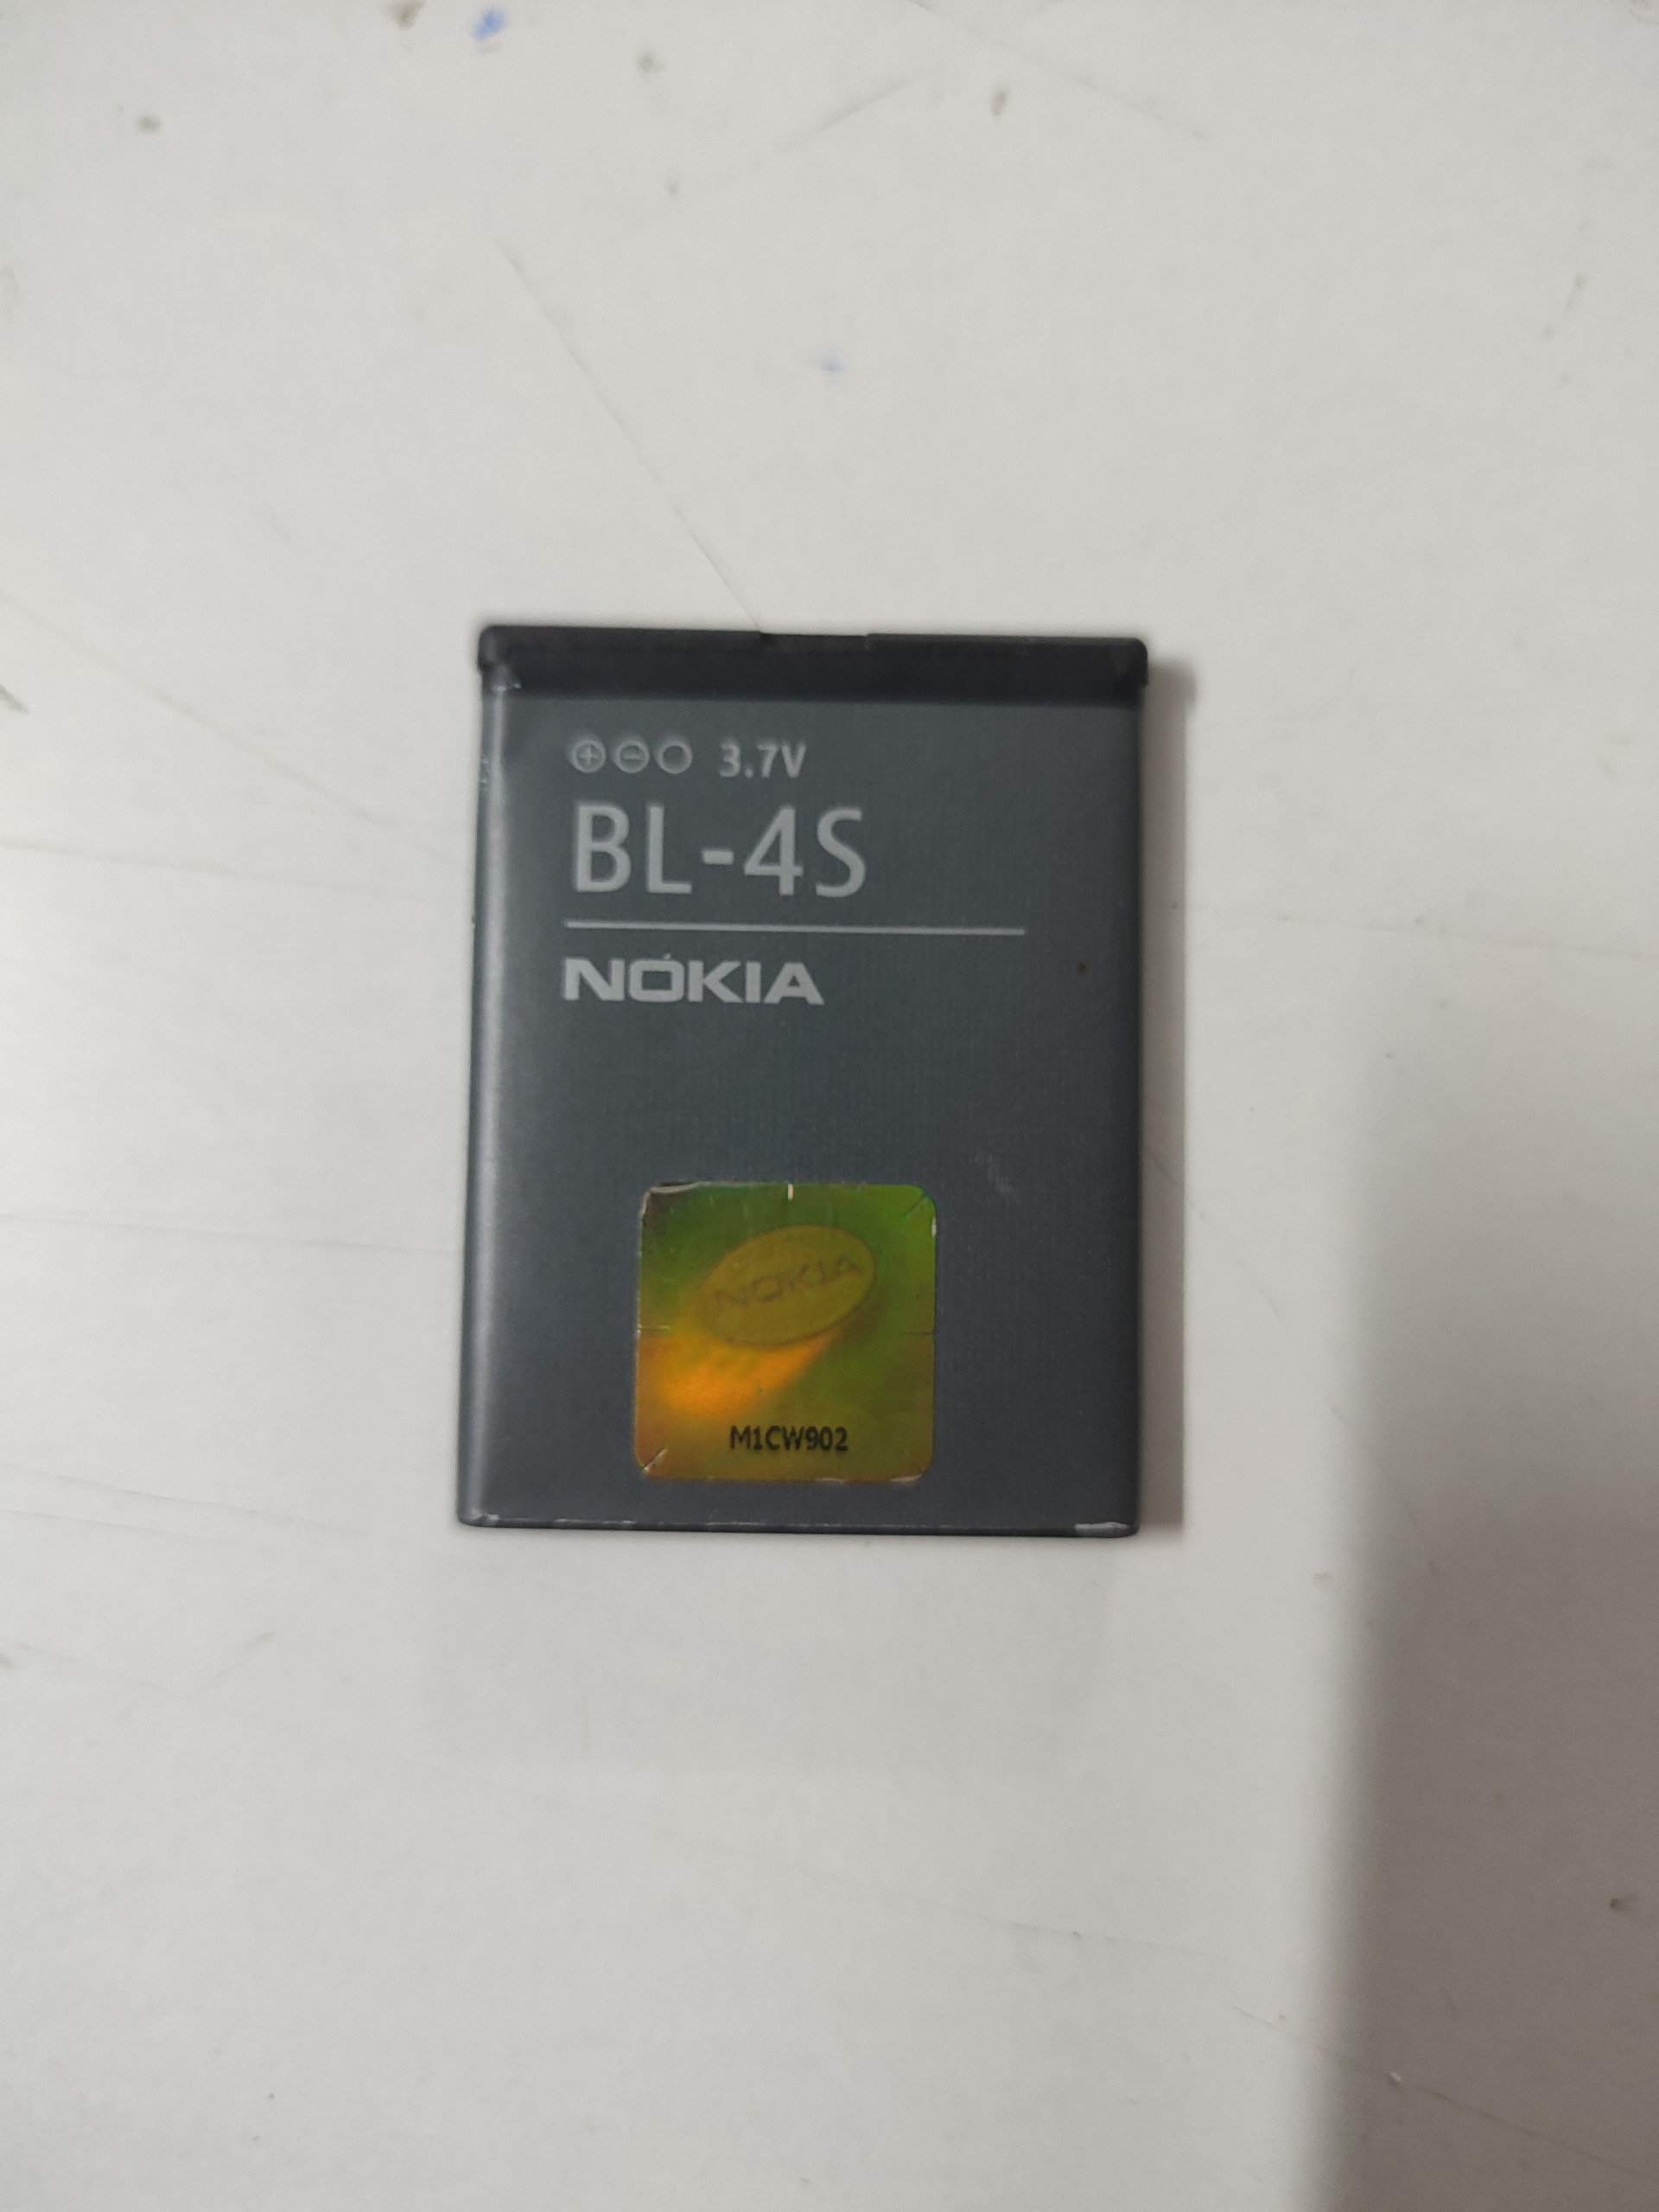 ⊕⊖○ 3.7V
BL-4S
NOKIA
NOKIA
M1CW902